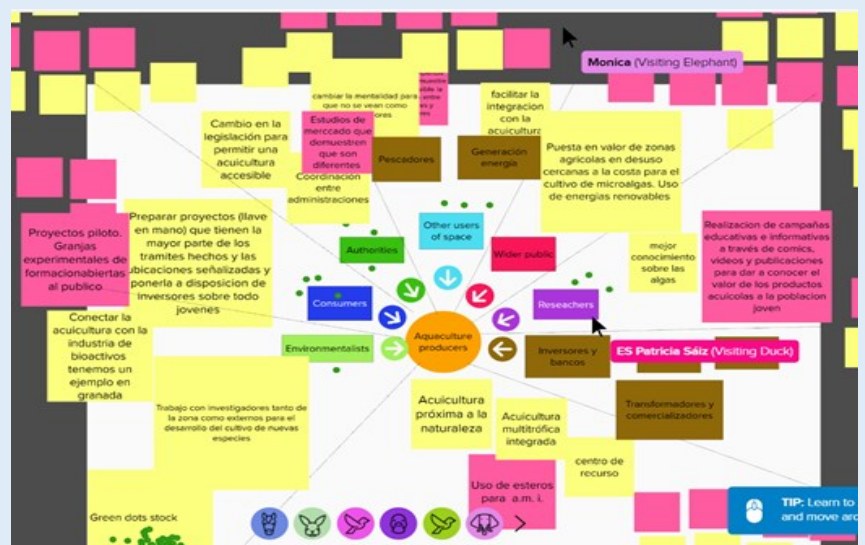 Monica (Visiting Elephant)
cambiar la mentalidad para
que no se vean como
facilitar la
integracion
con la
acuicultura
Cambio en la
legislación para
permitir una
acuicultura
accesible
Estudios de
merccado que
demuestren
que son
diferentes
Pescadores
Generación
energía
Puesta en valor de zonas
agrícolas en desuso
cercanas a la costa para el
cultivo de microalgas. Uso
de energias renovables
Coordinación
entre
administraciones
Proyectos piloto.
Granjas
experimentales de
formacionabiertas
al publico
Preparar proyectos (llave
en mano) que tienen la
mayor parte de los
tramites hechos y las
ubicaciones señalizadas y
ponerla a disposicion de
inversores sobre todo
jovenes
Authorities
Other users
of space
Wider public
mejor
conocimiento
sobre las
algas
Realizacion de campañas
educativas e informativas
a través de comics,
videos y publicaciones
para dar a conocer el
valor de los productos
acuicolas a la poblacion
joven
Consumers
Reseachers
Conectar la
acuicultura con la
industria de
bioactivos
tenemos un
ejemplo en
granada
Environmentalists
Aquaculture
producers
Inversores y
bancos
ES Patricia Sáiz (Visiting Duck)
Trabajo con investigadores tanto de
la zona como externos para el
desarrollo del cultivo de nuevas
especies
Acuicultura
próxima a la
naturaleza
Acuicultura
multitrófica
integrada
Transformadores y
comercializadores
centro de
recurso
Uso de esteros
para a.m. i.
Green dots stock
TIP: Learn to
and move